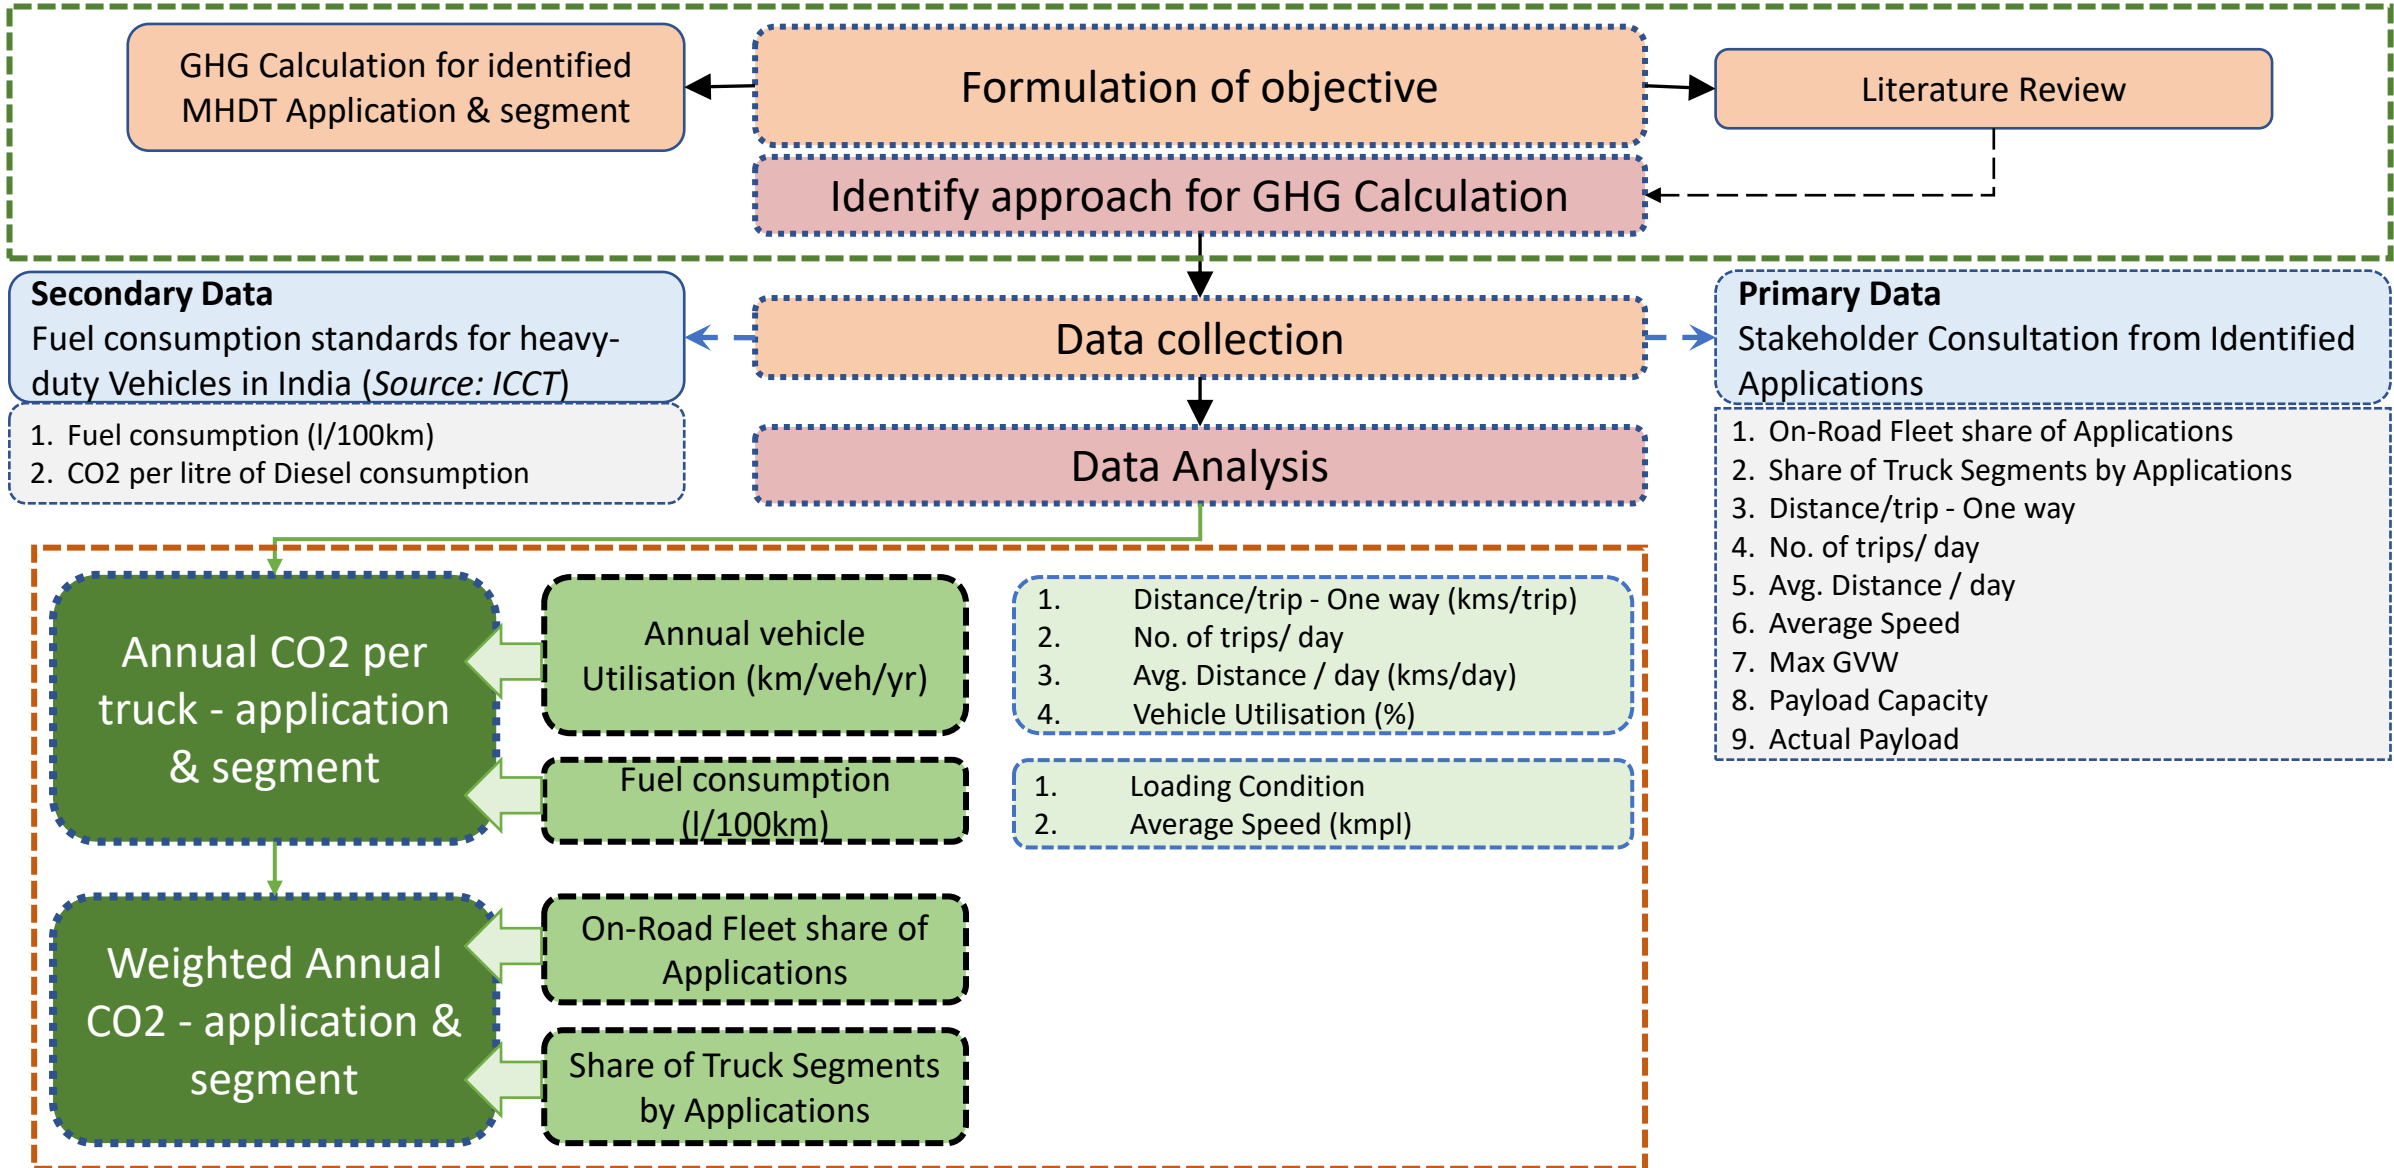 GHG Calculation for identified
MHDT Application & segment
Formulation of objective
Literature Review
Identify approach for GHG Calculation
Secondary Data
Fuel consumption standards for heavy-
duty Vehicles in India (Source: ICCT)
1. Fuel consumption (l/100km)
2. CO2 per litre of Diesel consumption
Data collection
Data Analysis
Primary Data
Stakeholder Consultation from Identified
Applications
1. On-Road Fleet share of Applications
2. Share of Truck Segments by Applications
3. Distance/trip - One way
4. No. of trips/ day
5. Avg. Distance / day
6. Average Speed
7. Max GVW
8. Payload Capacity
9. Actual Payload
Annual CO2 per
truck - application
& segment
Annual vehicle
Utilisation (km/veh/yr)
1. Distance/trip - One way (kms/trip)
2. No. of trips/ day
3. Avg. Distance / day (kms/day)
4. Vehicle Utilisation (%)
Fuel consumption
(l/100km)
1. Loading Condition
2. Average Speed (kmpl)
Weighted Annual
CO2 - application &
segment
On-Road Fleet share of
Applications
Share of Truck Segments
by Applications